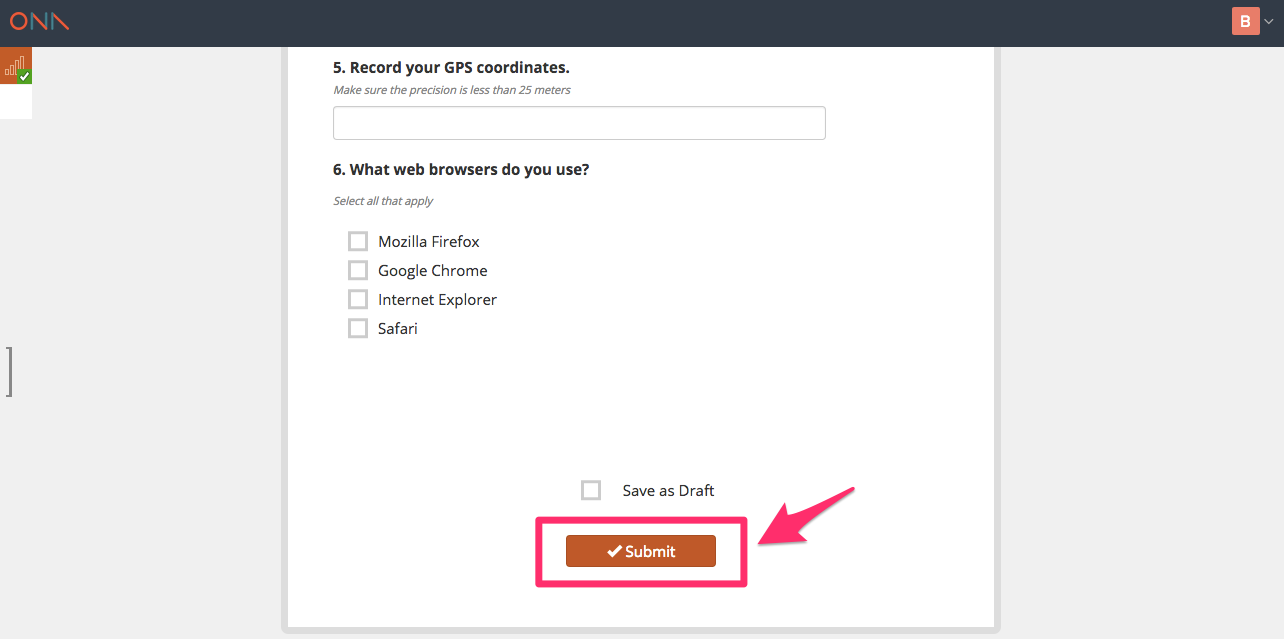 ONA
B
5. Record your GPS coordinates.
Make sure the precision is less than 25 meters
6. What web browsers do you use?
Select all that apply
Mozilla Firefox
Google Chrome
Internet Explorer
Safari
Save as Draft
Submit